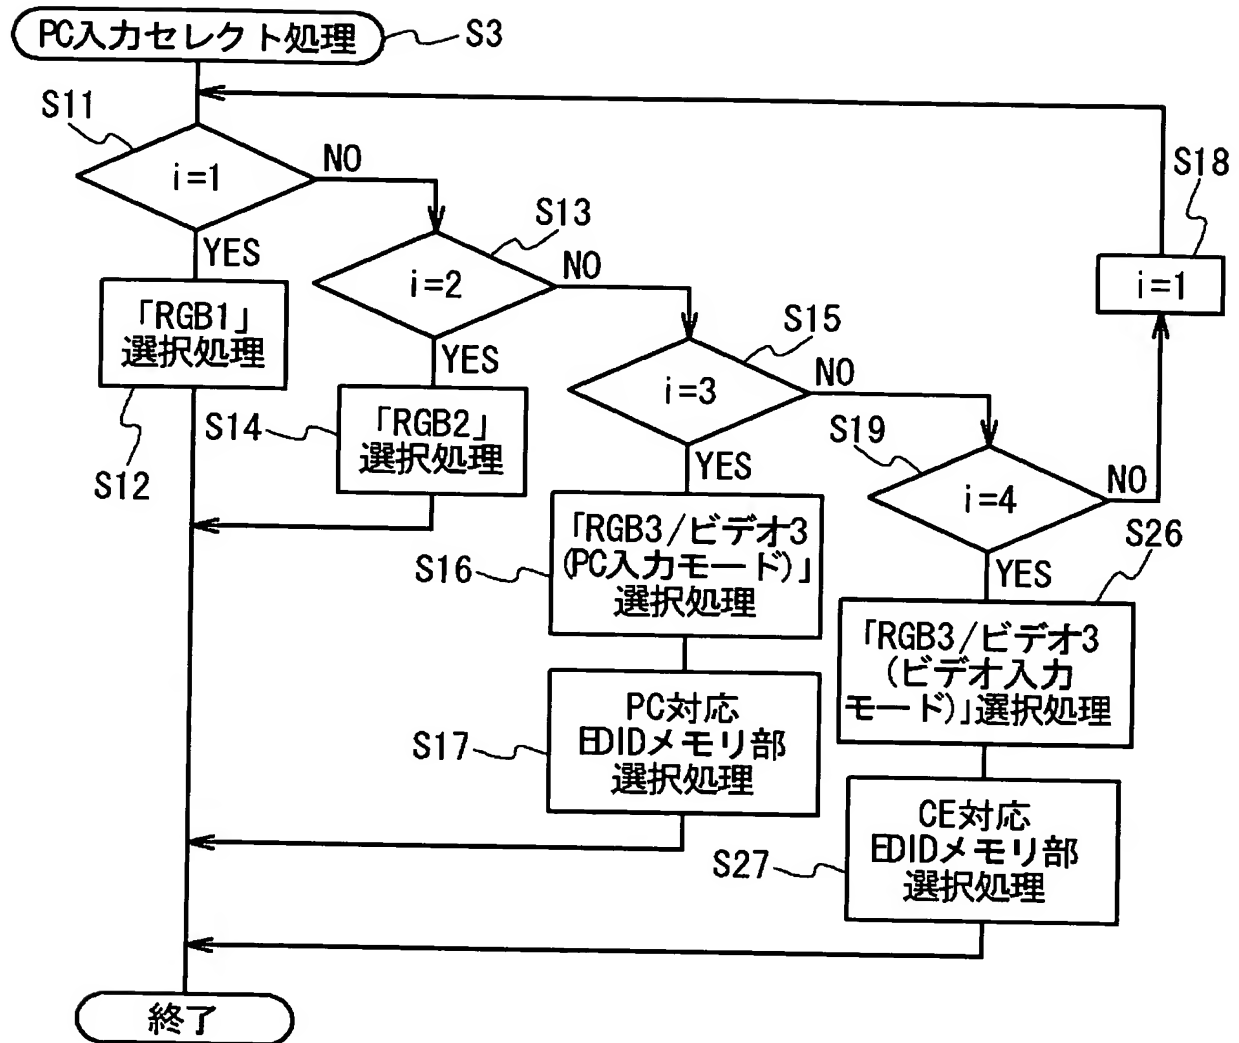 PC入力セレクト処理
S3
S11
i=1
NO
YES
「RGB1」
選択処理
S12
S13
i=2
NO
YES
S14
「RGB2」
選択処理
S15
i=3
NO
YES
S16
「RGB3/ビデオ3
(PC入力モード)」
選択処理
S17
PC対応
EDIDメモリ部
選択処理
S18
i=1
S19
i=4
NO
YES
S26
「RGB3/ビデオ3
(ビデオ入力
モード)」選択処理
S27
CE対応
EDIDメモリ部
選択処理
終了